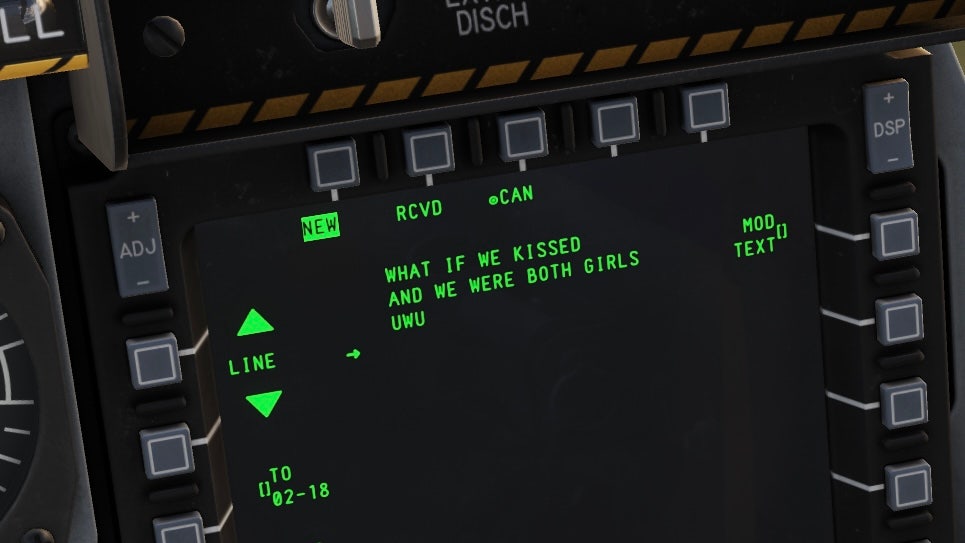 DISCH
+
DSP
-
+
ADJ
-
NEW
RCVD
CAN
WHAT IF WE KISSED
AND WE WERE BOTH GIRLS
UWU
MOD[]
TEXT
LINE
[]TO
02-18